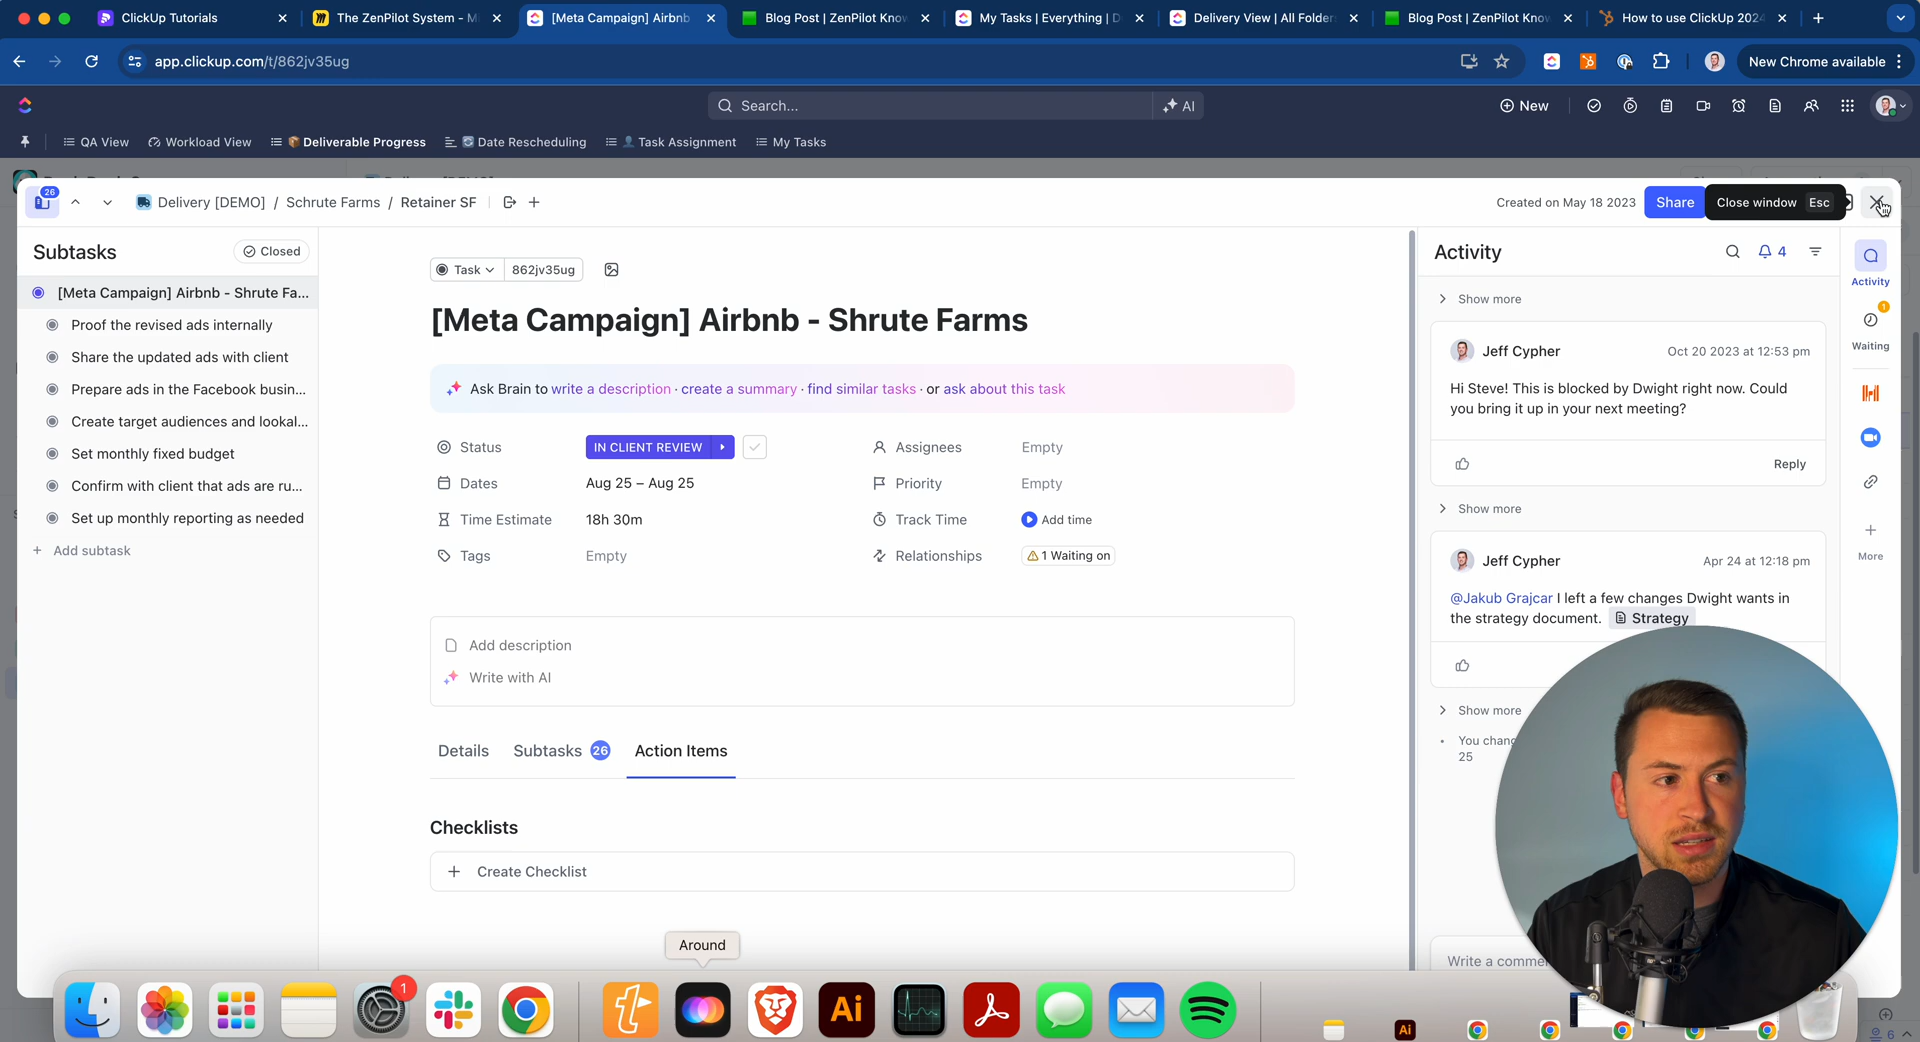 ClickUp Tutorials
The ZenPilot System - Mi
[Meta Campaign] Airbnb
Blog Post | ZenPilot Know
My Tasks | Everything | D
Delivery View | All Folder
Blog Post | ZenPilot Know
How to use ClickUp 2024
app.clickup.com/t/862jv35ug
New Chrome available
Search...
AI
New
QA View
Workload View
Deliverable Progress
Date Rescheduling
Task Assignment
My Tasks
26
Delivery [DEMO] / Schrute Farms / Retainer SF
Created on May 18 2023
Share
Close window Esc
Subtasks
Closed
[Meta Campaign] Airbnb - Shrute Fa...
Proof the revised ads internally
Share the updated ads with client
Prepare ads in the Facebook busin...
Create target audiences and lookal...
Set monthly fixed budget
Confirm with client that ads are ru...
Set up monthly reporting as needed
+ Add subtask
Task
862jv35ug
[Meta Campaign] Airbnb - Shrute Farms
Ask Brain to write a description · create a summary · find similar tasks · or ask about this task
Status
IN CLIENT REVIEW
Assignees
Empty
Dates
Aug 25 – Aug 25
Priority
Empty
Time Estimate
18h 30m
Track Time
Add time
Tags
Empty
Relationships
1 Waiting on
Add description
Write with AI
Details
Subtasks 26
Action Items
Checklists
+ Create Checklist
Activity
4
Show more
Jeff Cypher
Oct 20 2023 at 12:53 pm
Hi Steve! This is blocked by Dwight right now. Could
you bring it up in your next meeting?
Reply
Show more
Jeff Cypher
Apr 24 at 12:18 pm
@Jakub Grajcar I left a few changes Dwight wants in
the strategy document. Strategy
Show more
You
25
Write a
Activity
1
Waiting
More
Around
1
Ai
Ai
6